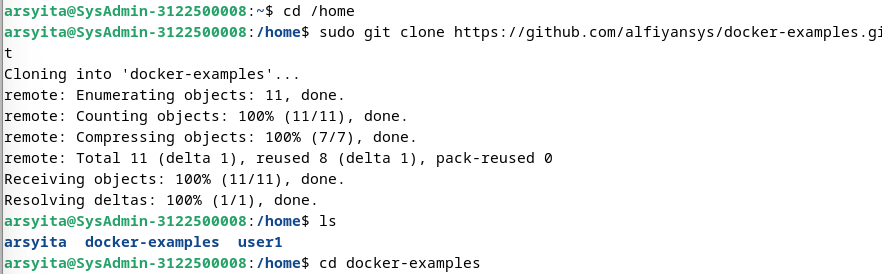 arsyita@SysAdmin-3122500008:~$ cd /home
arsyita@SysAdmin-3122500008:/home$ sudo git clone https://github.com/alfiyansys/docker-examples.gi
t
Cloning into 'docker-examples'...
remote: Enumerating objects: 11, done.
remote: Counting objects: 100% (11/11), done.
remote: Compressing objects: 100% (7/7), done.
remote: Total 11 (delta 1), reused 8 (delta 1), pack-reused 0
Receiving objects: 100% (11/11), done.
Resolving deltas: 100% (1/1), done.
arsyita@SysAdmin-3122500008:/home$ ls
arsyita  docker-examples  user1
arsyita@SysAdmin-3122500008:/home$ cd docker-examples